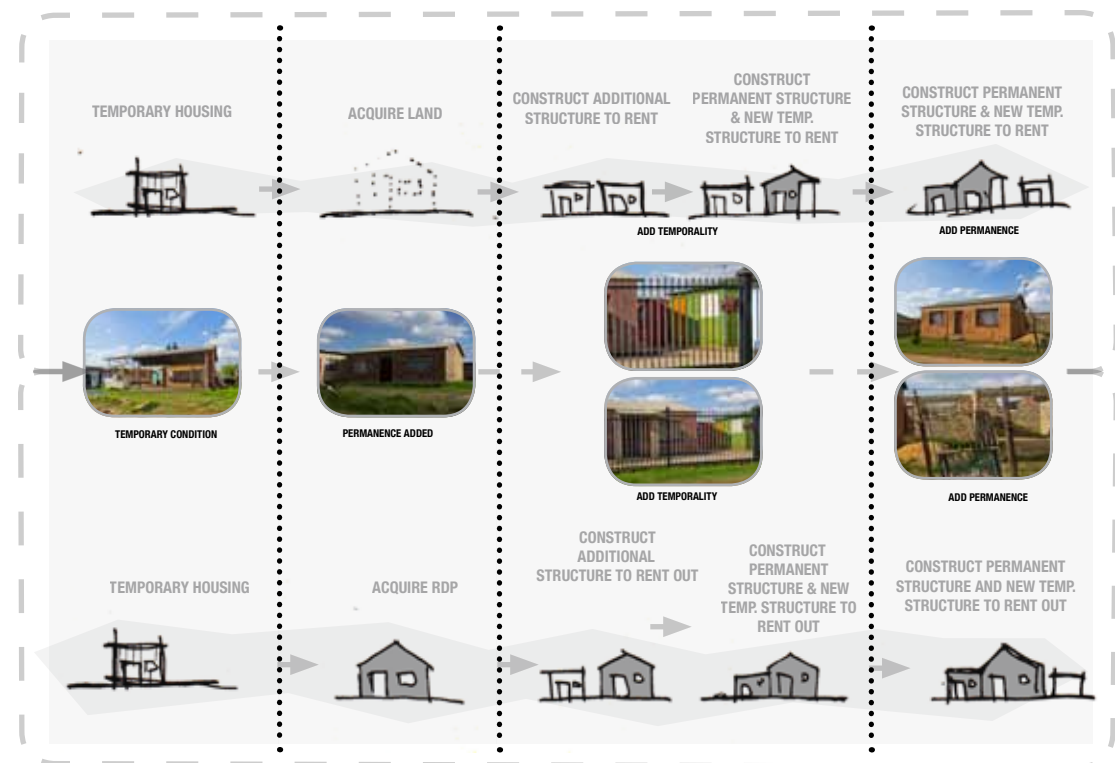 TEMPORARY HOUSING
ACQUIRE LAND
CONSTRUCT ADDITIONAL
STRUCTURE TO RENT
CONSTRUCT
PERMANENT STRUCTURE
& NEW TEMP.
STRUCTURE TO RENT
CONSTRUCT PERMANENT
STRUCTURE & NEW TEMP.
STRUCTURE TO RENT
ADD TEMPORALITY
ADD PERMANENCE
TEMPORARY CONDITION
PERMANENCE ADDED
ADD TEMPORALITY
ADD PERMANENCE
TEMPORARY HOUSING
ACQUIRE RDP
CONSTRUCT
ADDITIONAL
STRUCTURE TO RENT OUT
CONSTRUCT
PERMANENT
STRUCTURE & NEW
TEMP. STRUCTURE TO
RENT OUT
CONSTRUCT PERMANENT
STRUCTURE AND NEW TEMP.
STRUCTURE TO RENT OUT